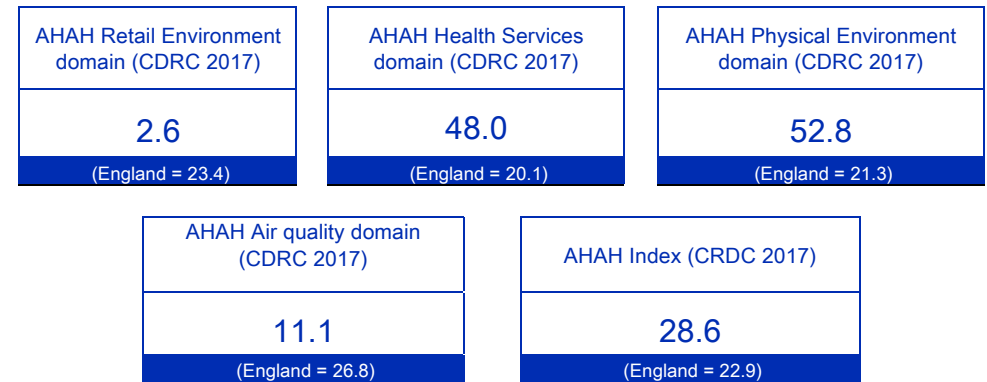 AHAH Retail Environment
domain (CDRC 2017)
2.6
(England = 23.4)
AHAH Health Services
domain (CDRC 2017)
48.0
(England = 20.1)
AHAH Physical Environment
domain (CDRC 2017)
52.8
(England = 21.3)
AHAH Air quality domain
(CDRC 2017)
11.1
(England = 26.8)
AHAH Index (CRDC 2017)
28.6
(England = 22.9)